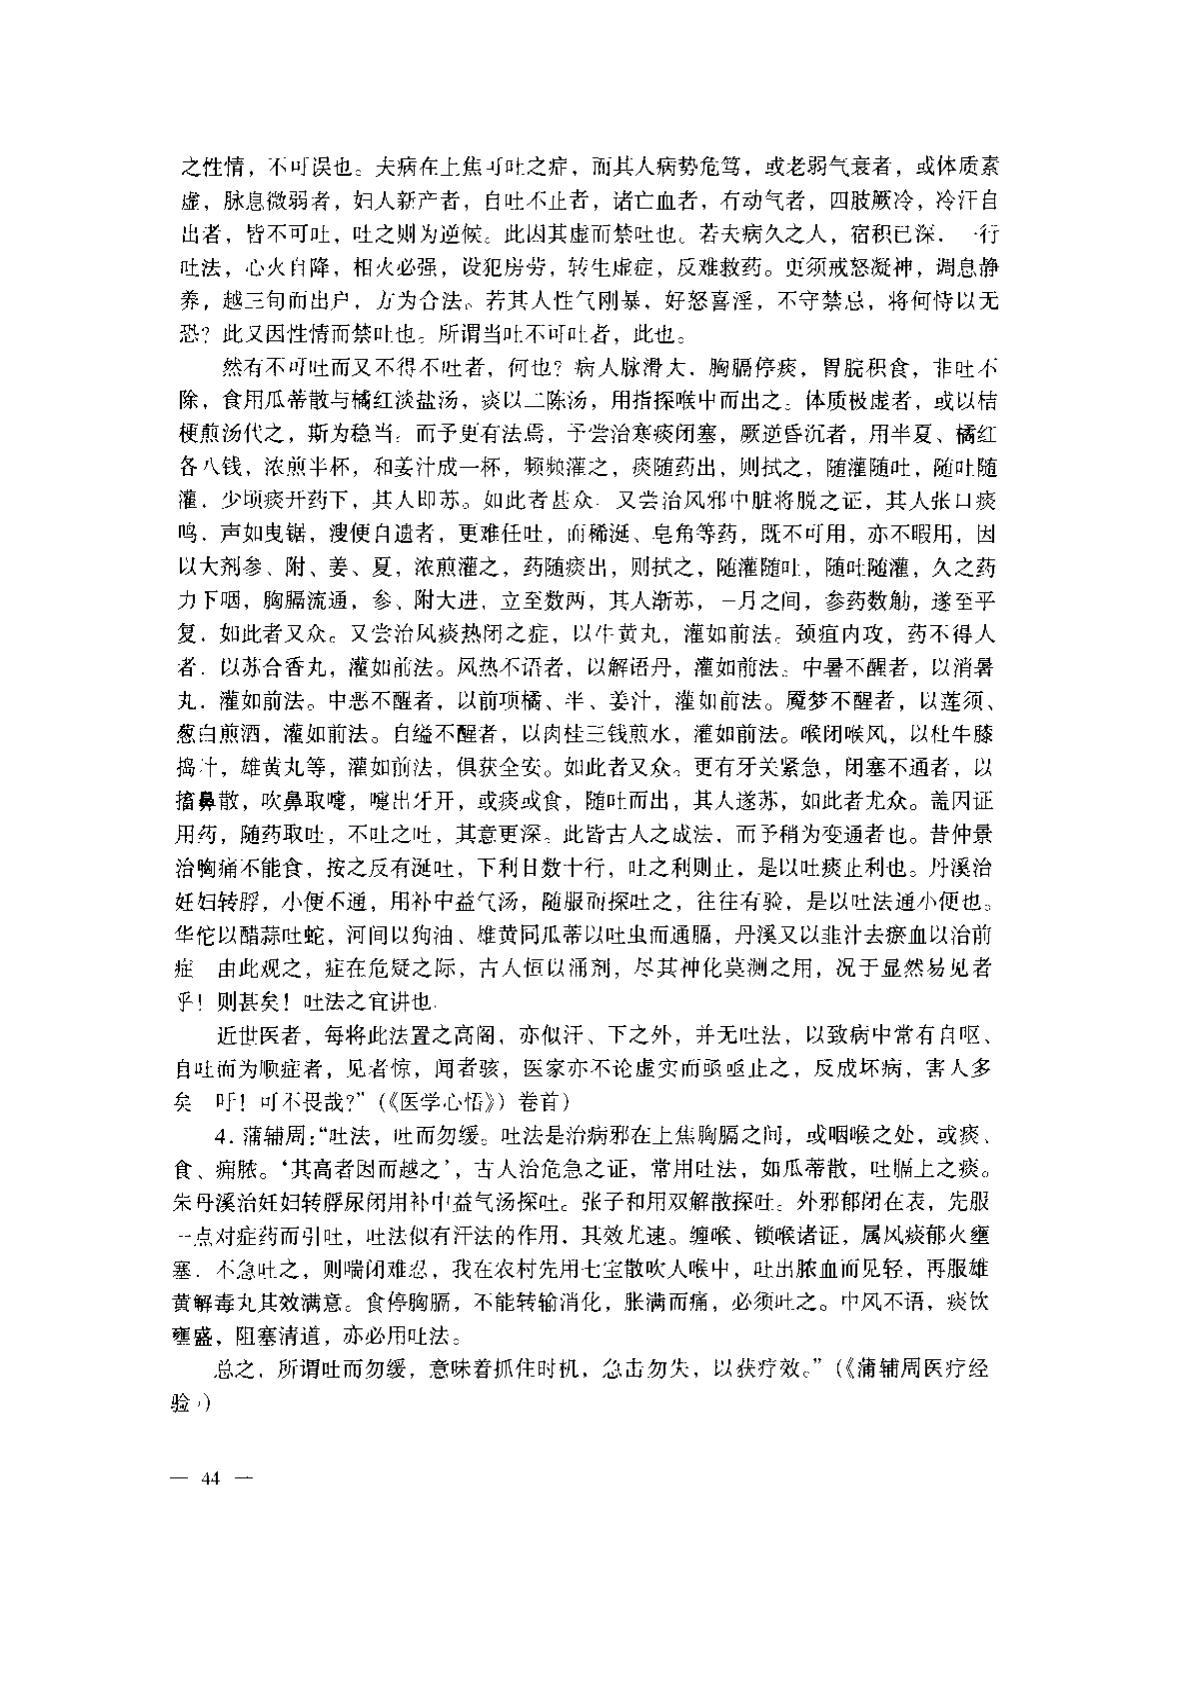 之性情，不可误也。夫病在上焦可吐之症，而其人病势危笃，或老弱气衰者，或体质素
虚，脉息微弱者，妇人新产者，自吐不止者，诸亡血者，有动气者，四肢厥冷，冷汗自
出者，皆不可吐，吐之则为逆候。此因其虚而禁吐也。若夫病久之人，宿积已深，一行
吐法，心火自降，相火必强，设犯房劳，转生虚症，反难救药。更须戒怒凝神，调息静
养，越三旬而出户，方为合法。若其人性气刚暴，好怒喜淫，不守禁忌，将何恃以无
恐？此又因性情而禁吐也。所谓当吐不可吐者，此也。
然有不可吐而又不得不吐者，何也？病人脉滑大，胸膈停痰，胃脘积食，非吐不
除，食用瓜蒂散与橘红淡盐汤，痰以二陈汤，用指探喉中而出之。体质极虚者，或以桔
梗煎汤代之，斯为稳当。而予更有法焉，予尝治寒痰闭塞，厥逆昏沉者，用半夏、橘红
各八钱，浓煎半杯，和姜汁成一杯，频频灌之，痰随药出，则拭之，随灌随吐，随吐随
灌，少顷痰开药下，其人即苏。如此者甚众。又尝治风邪中脏将脱之证，其人张口痰
鸣，声如曳锯，溲便自遗者，更难任吐，而稀涎、皂角等药，既不可用，亦不暇用，因
以大剂参、附、姜、夏，浓煎灌之，药随痰出，则拭之，随灌随吐，随吐随灌，久之药
力下咽，胸膈流通，参、附大进，立至数两，其人渐苏，一月之间，参药数觔，遂至平
复，如此者又众。又尝治风痰热闭之症，以牛黄丸，灌如前法。颈疽内攻，药不得人
者，以苏合香丸，灌如前法。风热不语者，以解语丹，灌如前法。中暑不醒者，以消暑
丸，灌如前法。中恶不醒者，以前项橘、半、姜汁，灌如前法。魇梦不醒者，以莲须、
葱白煎酒，灌如前法。自缢不醒者，以肉桂三钱煎水，灌如前法。喉闭喉风，以杜牛膝
捣汁，雄黄丸等，灌如前法，俱获全安。如此者又众。更有牙关紧急，闭塞不通者，以
搐鼻散，吹鼻取嚏，嚏出牙开，或痰或食，随吐而出，其人遂苏，如此者尤众。盖因证
用药，随药取吐，不吐之吐，其意更深。此皆古人之成法，而予稍为变通者也。昔仲景
治胸痛不能食，按之反有涎吐，下利日数十行，吐之利则止，是以吐痰止利也。丹溪治
妊妇转脬，小便不通，用补中益气汤，随服而探吐之，往往有验，是以吐法通小便也。
华佗以醋蒜吐蛇，河间以狗油、雄黄同瓜蒂以吐虫而通膈，丹溪又以韭汁去瘀血以治前
症 由此观之，症在危疑之际，古人恒以涌剂，尽其神化莫测之用，况于显然易见者
乎！则甚矣！吐法之宜讲也.
近世医者，每将此法置之高阁，亦似汗、下之外，并无吐法，以致病中常有自呕、
自吐而为顺症者，见者惊，闻者骇，医家亦不论虚实而亟亟止之，反成坏病，害人多
矣 吁！可不畏哉？”（《医学心悟》）卷首）
4. 蒲辅周：“吐法，吐而勿缓。吐法是治病邪在上焦胸膈之间，或咽喉之处，或痰、
食、痈脓。‘其高者因而越之’，古人治危急之证，常用吐法，如瓜蒂散，吐膈上之痰。
朱丹溪治妊妇转脬尿闭用补中益气汤探吐。张子和用双解散探吐。外邪郁闭在表，先服
一点对症药而引吐，吐法似有汗法的作用，其效尤速。缠喉、锁喉诸证，属风痰郁火壅
塞，不急吐之，则喘闭难忍，我在农村先用七宝散吹人喉中，吐出脓血而见轻，再服雄
黄解毒丸其效满意。食停胸膈，不能转输消化，胀满而痛，必须吐之。中风不语，痰饮
壅盛，阻塞清道，亦必用吐法。
总之，所谓吐而勿缓，意味着抓住时机，急击勿失，以获疗效。”（《蒲辅周医疗经
验》）
— 44 —